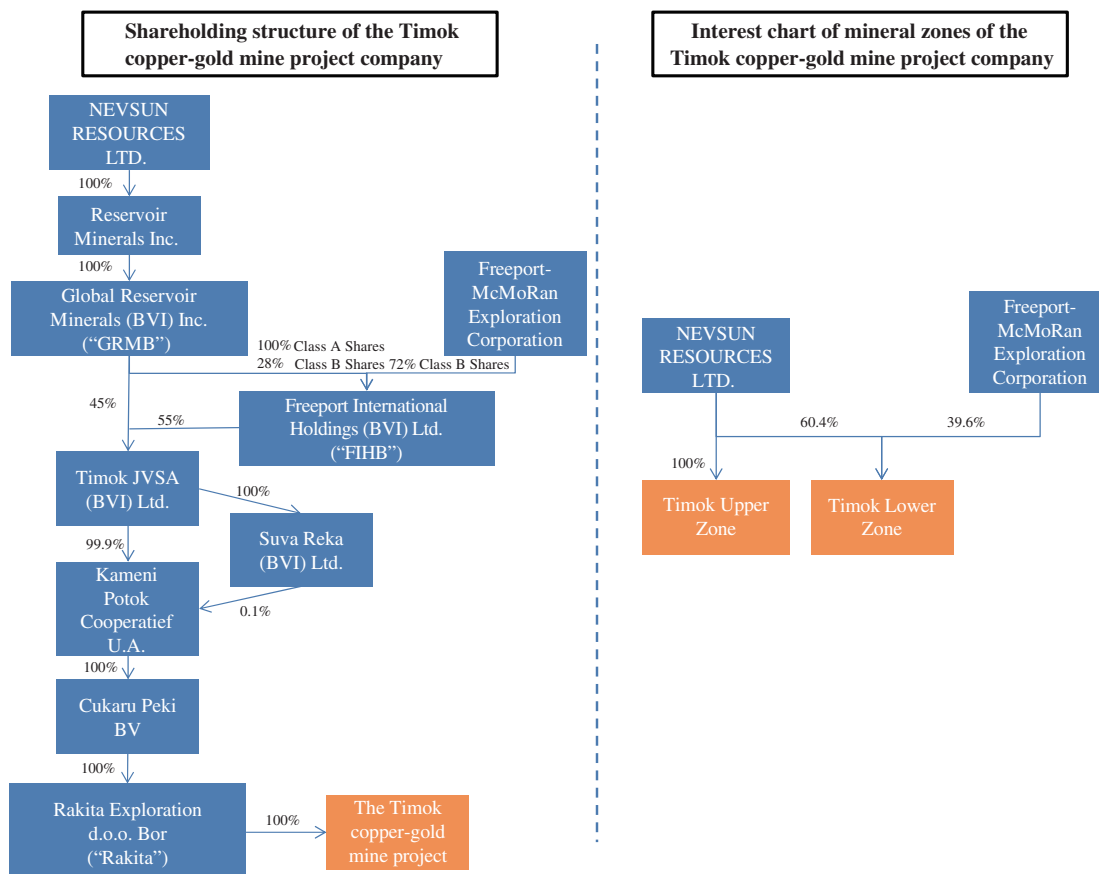 Shareholding structure of the Timok
copper-gold mine project company
NEVSUN
RESOURCES
LTD.
100%
Reservoir
Minerals Inc.
100%
Global Reservoir
Minerals (BVI) Inc.
(“GRMB”)
Freeport-
McMoRan
Exploration
Corporation
100% Class A Shares
28% Class B Shares 72% Class B Shares
45%
55%
Freeport International
Holdings (BVI) Ltd.
(“FIHB”)
Timok JVSA
(BVI) Ltd.
100%
Suva Reka
(BVI) Ltd.
99.9%
0.1%
Kameni
Potok
Cooperatief
U.A.
100%
Cukaru Peki
BV
100%
Rakita Exploration
d.o.o. Bor
(“Rakita”)
100%
The Timok
copper-gold
mine project
Interest chart of mineral zones of the
Timok copper-gold mine project company
NEVSUN
RESOURCES
LTD.
Freeport-
McMoRan
Exploration
Corporation
60.4%
39.6%
100%
Timok Upper
Zone
Timok Lower
Zone